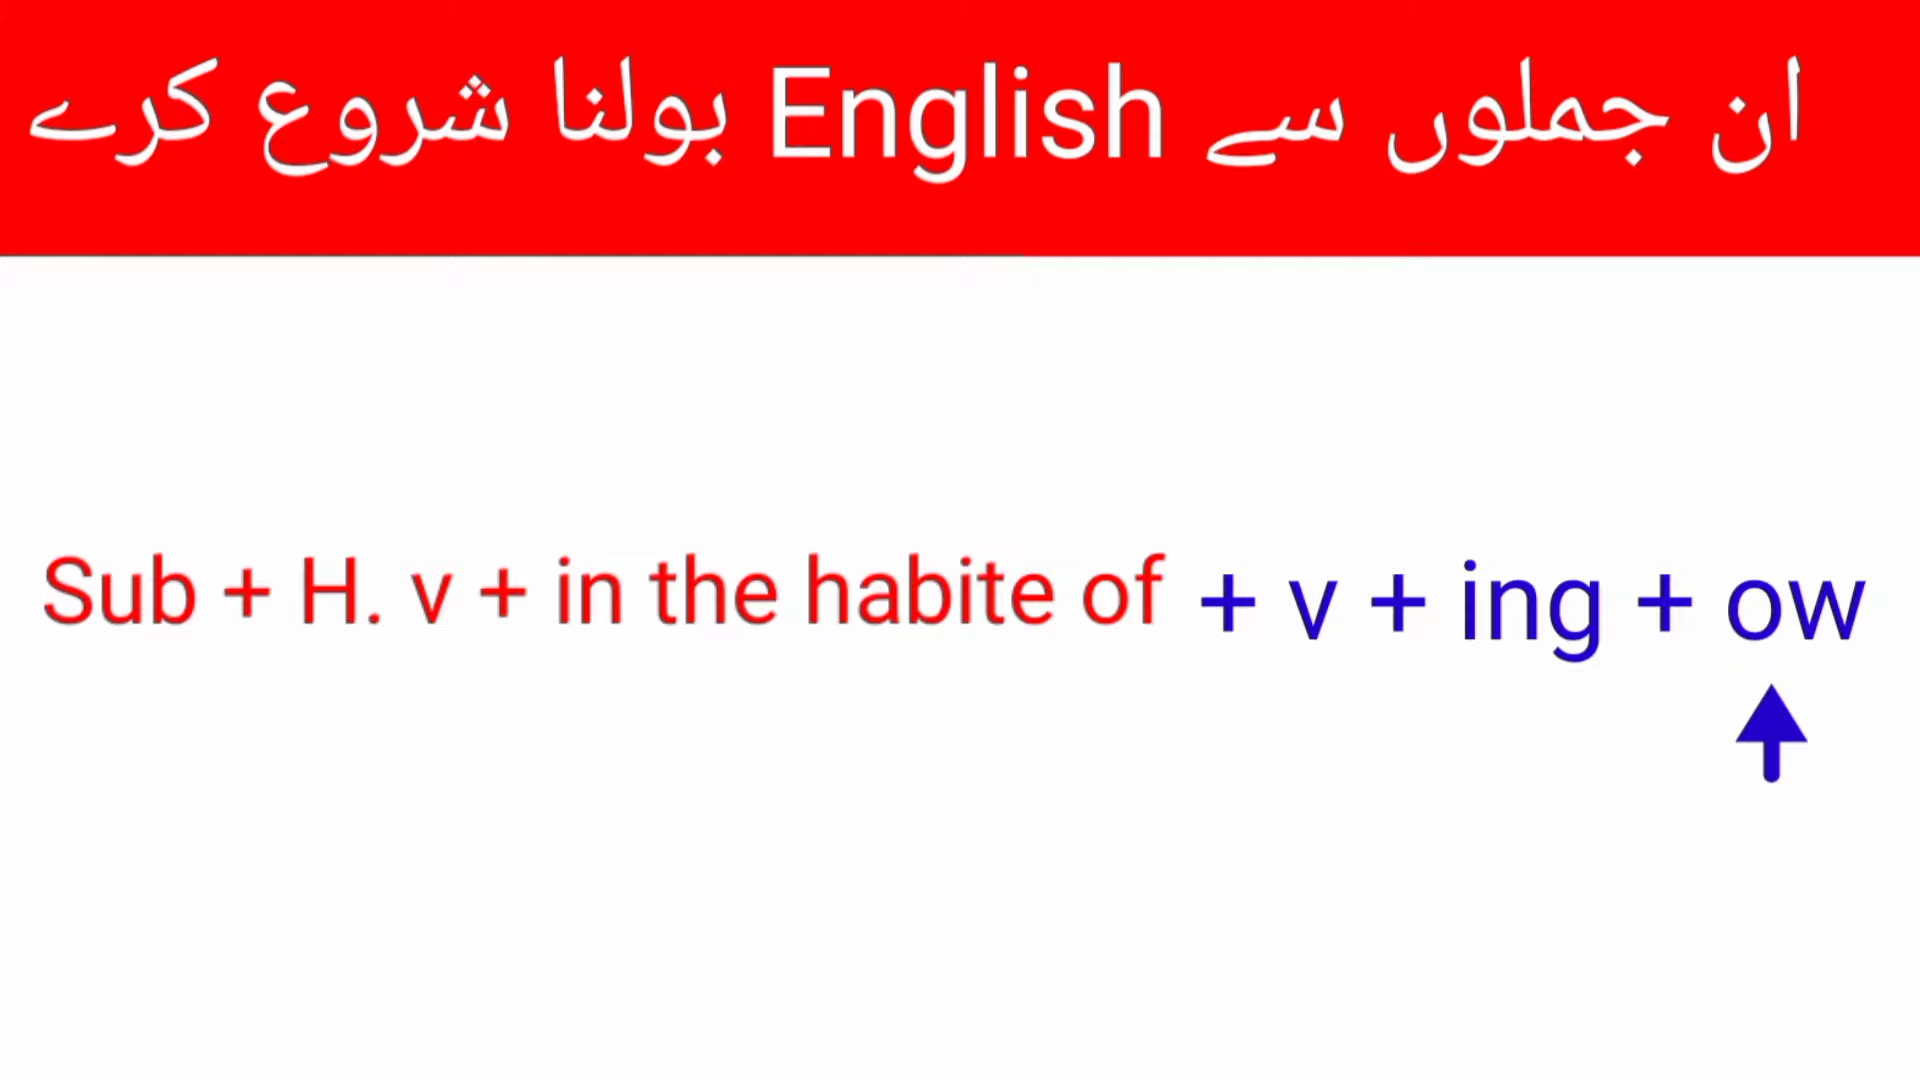 ان جملوں سے English بولنا شروع کرے
Sub + H. v + in the habite of + v + ing + ow